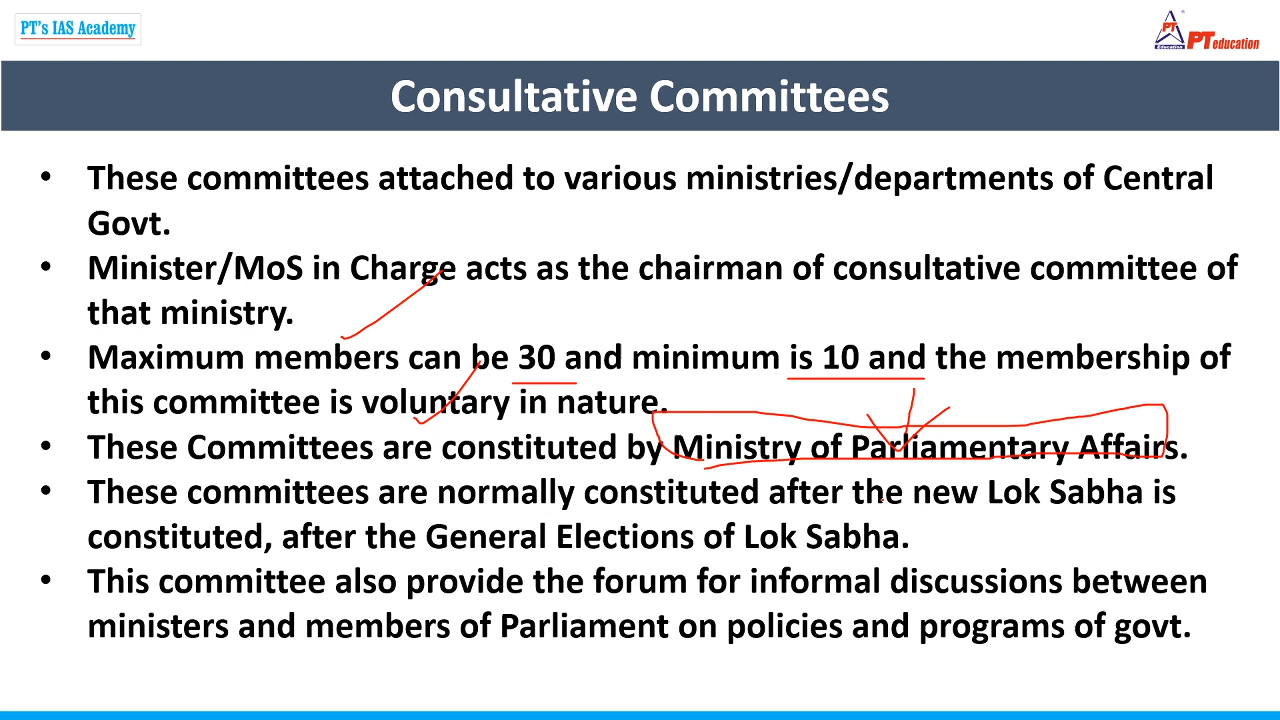 PT's IAS Academy
PT
Education
PT education
Consultative Committees
• These committees attached to various ministries/departments of Central
Govt.
• Minister/MoS in Charge acts as the chairman of consultative committee of
that ministry.
• Maximum members can be 30 and minimum is 10 and the membership of
this committee is voluntary in nature.
• These Committees are constituted by Ministry of Parliamentary Affairs.
• These committees are normally constituted after the new Lok Sabha is
constituted, after the General Elections of Lok Sabha.
• This committee also provide the forum for informal discussions between
ministers and members of Parliament on policies and programs of govt.